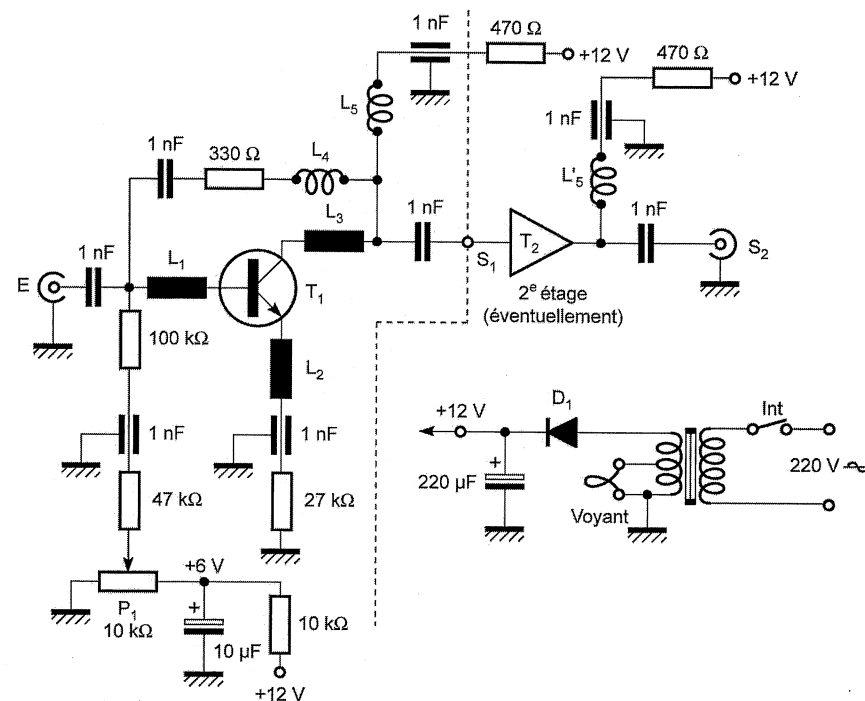 1 nF
470 Ω
+12 V
470 Ω
+12 V
L5
1 nF
1 nF
330 Ω
L4
L'5
1 nF
L3
1 nF
1 nF
E
L1
T1
S1
T2
S2
2e étage
(éventuellement)
100 kΩ
L2
1 nF
1 nF
D1
Int
+12 V
220 µF
220 V
Voyant
47 kΩ
27 kΩ
+6 V
P1
10 kΩ
+
10 µF
10 kΩ
+
+12 V